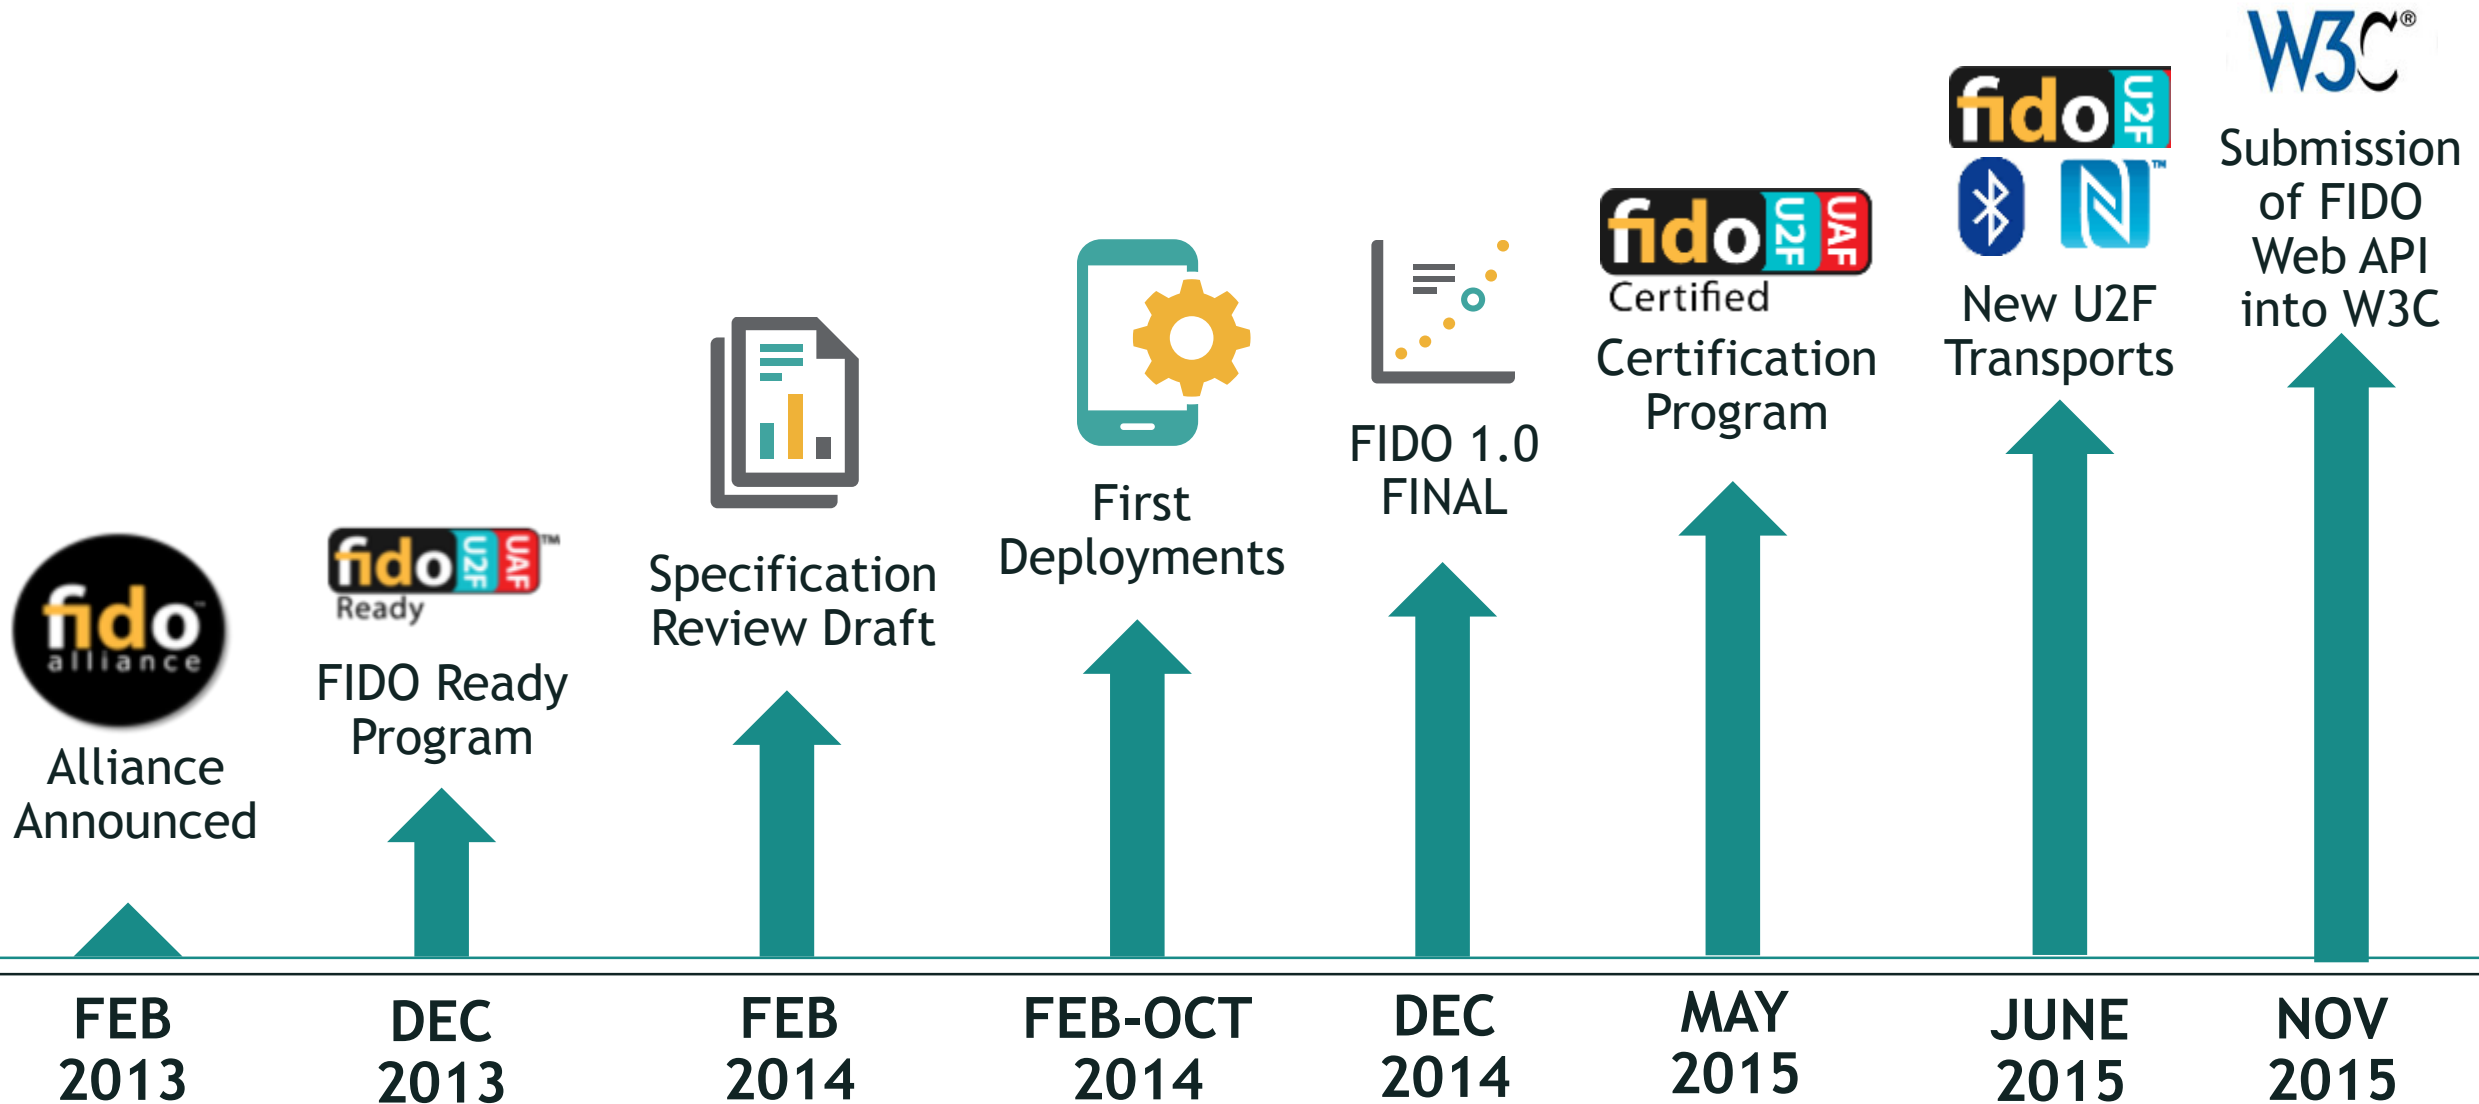 fido
alliance
Alliance
Announced
FEB
2013
fido U2F UAF™
Ready
FIDO Ready
Program
DEC
2013
Specification
Review Draft
FEB
2014
First
Deployments
FEB-OCT
2014
FIDO 1.0
FINAL
DEC
2014
fido U2F UAF
Certified
Certification
Program
MAY
2015
fido U2F
N™
New U2F
Transports
JUNE
2015
W3C®
Submission
of FIDO
Web API
into W3C
NOV
2015